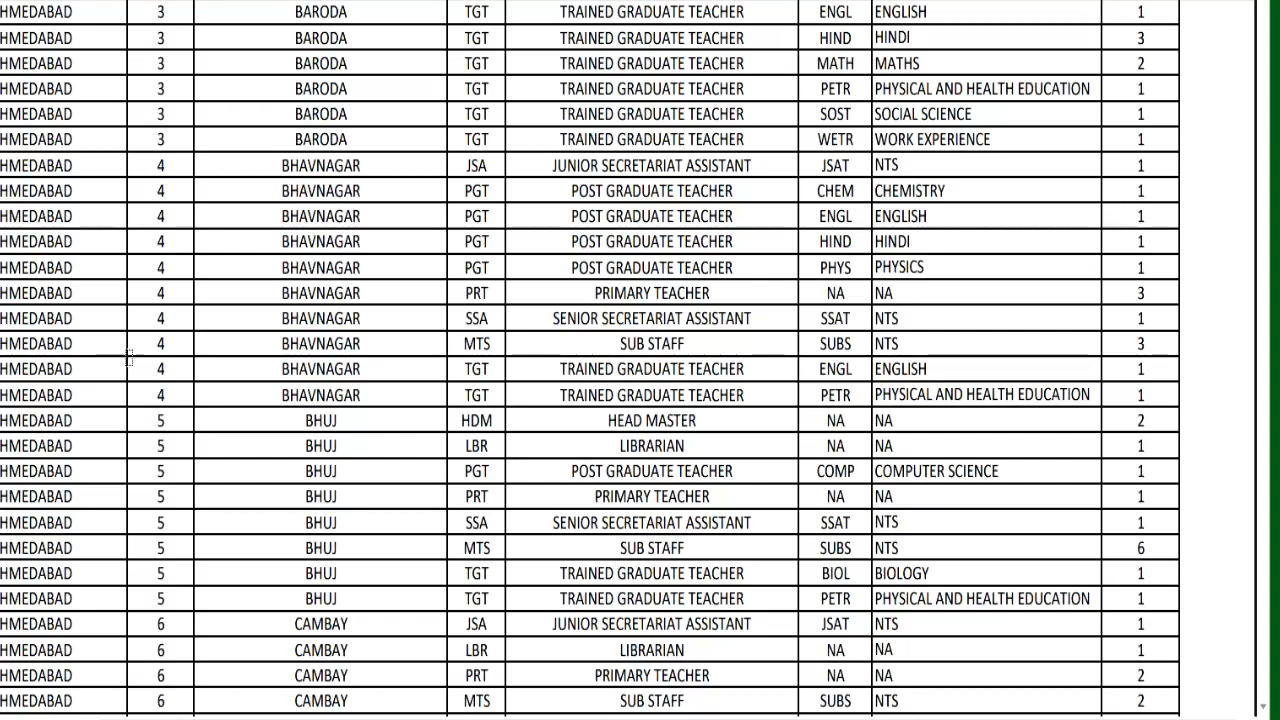 HMEDABAD 3 BARODA TGT TRAINED GRADUATE TEACHER ENGL ENGLISH 1
HMEDABAD 3 BARODA TGT TRAINED GRADUATE TEACHER HIND HINDI 3
HMEDABAD 3 BARODA TGT TRAINED GRADUATE TEACHER MATH MATHS 2
HMEDABAD 3 BARODA TGT TRAINED GRADUATE TEACHER PETR PHYSICAL AND HEALTH EDUCATION 1
HMEDABAD 3 BARODA TGT TRAINED GRADUATE TEACHER SOST SOCIAL SCIENCE 1
HMEDABAD 3 BARODA TGT TRAINED GRADUATE TEACHER WETR WORK EXPERIENCE 1
HMEDABAD 4 BHAVNAGAR JSA JUNIOR SECRETARIAT ASSISTANT JSAT NTS 1
HMEDABAD 4 BHAVNAGAR PGT POST GRADUATE TEACHER CHEM CHEMISTRY 1
HMEDABAD 4 BHAVNAGAR PGT POST GRADUATE TEACHER ENGL ENGLISH 1
HMEDABAD 4 BHAVNAGAR PGT POST GRADUATE TEACHER HIND HINDI 1
HMEDABAD 4 BHAVNAGAR PGT POST GRADUATE TEACHER PHYS PHYSICS 1
HMEDABAD 4 BHAVNAGAR PRT PRIMARY TEACHER NA NA 3
HMEDABAD 4 BHAVNAGAR SSA SENIOR SECRETARIAT ASSISTANT SSAT NTS 1
HMEDABAD 4 BHAVNAGAR MTS SUB STAFF SUBS NTS 3
HMEDABAD 4 BHAVNAGAR TGT TRAINED GRADUATE TEACHER ENGL ENGLISH 1
HMEDABAD 4 BHAVNAGAR TGT TRAINED GRADUATE TEACHER PETR PHYSICAL AND HEALTH EDUCATION 1
HMEDABAD 5 BHUJ HDM HEAD MASTER NA NA 2
HMEDABAD 5 BHUJ LBR LIBRARIAN NA NA 1
HMEDABAD 5 BHUJ PGT POST GRADUATE TEACHER COMP COMPUTER SCIENCE 1
HMEDABAD 5 BHUJ PRT PRIMARY TEACHER NA NA 1
HMEDABAD 5 BHUJ SSA SENIOR SECRETARIAT ASSISTANT SSAT NTS 1
HMEDABAD 5 BHUJ MTS SUB STAFF SUBS NTS 6
HMEDABAD 5 BHUJ TGT TRAINED GRADUATE TEACHER BIOL BIOLOGY 1
HMEDABAD 5 BHUJ TGT TRAINED GRADUATE TEACHER PETR PHYSICAL AND HEALTH EDUCATION 1
HMEDABAD 6 CAMBAY JSA JUNIOR SECRETARIAT ASSISTANT JSAT NTS 1
HMEDABAD 6 CAMBAY LBR LIBRARIAN NA NA 1
HMEDABAD 6 CAMBAY PRT PRIMARY TEACHER NA NA 2
HMEDABAD 6 CAMBAY MTS SUB STAFF SUBS NTS 2